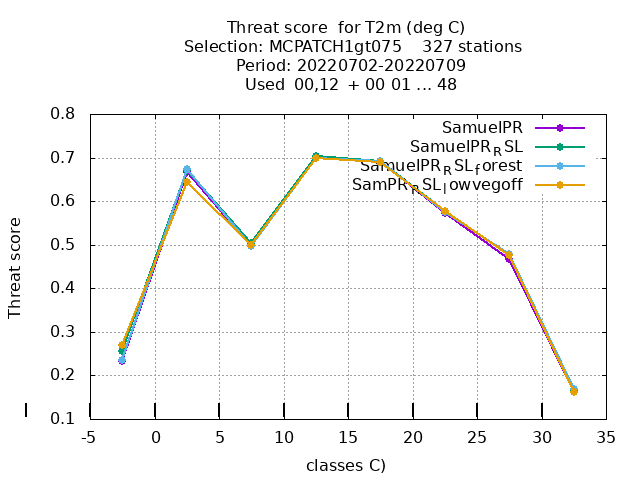 Threat score  for T2m (deg C)
Selection: MCPATCH1gt075    327 stations
Period: 20220702-20220709
Used  00,12  + 00 01 ... 48
SamuelPR
SamuelPR_RSL
SamuelPR_RSL_forest
SamPR_RSL_lowvegoff
Threat score
0.8
0.7
0.6
0.5
0.4
0.3
0.2
0.1
-5 0 5 10 15 20 25 30 35
classes C)